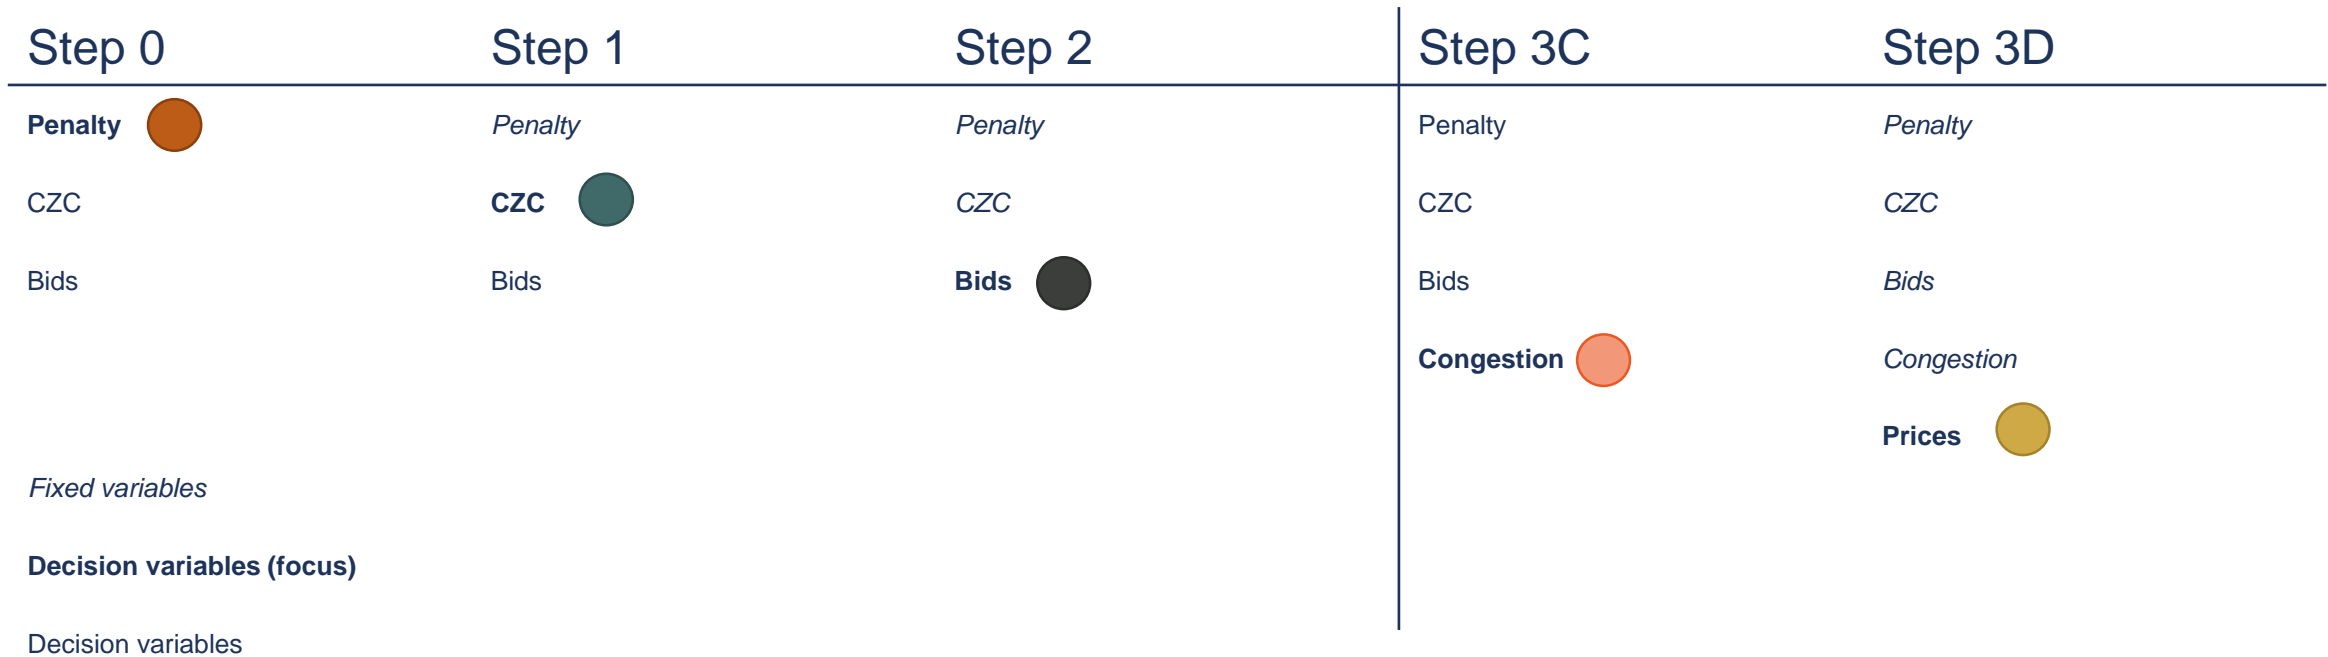 Step 0 Step 1 Step 2 Step 3C Step 3D
Penalty Penalty Penalty Penalty Penalty
CZC CZC CZC CZC CZC
Bids Bids Bids Bids Bids
Congestion Congestion
Prices
Fixed variables
Decision variables (focus)
Decision variables